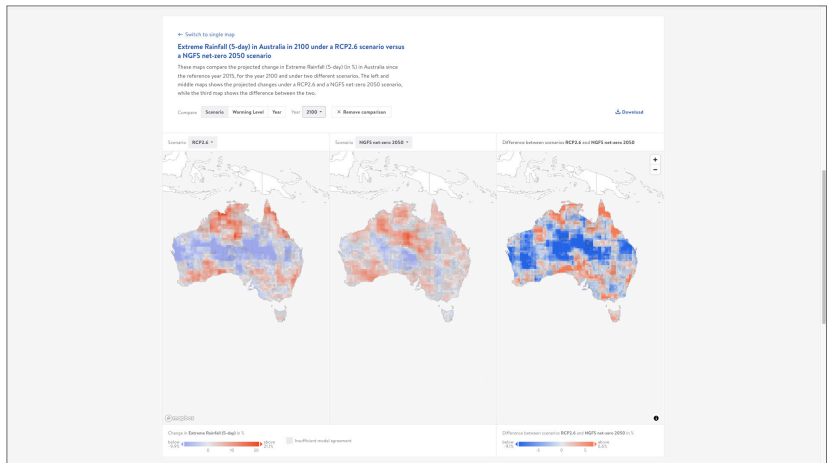 ← Switch to single map
Extreme Rainfall (5-day) in Australia in 2100 under a RCP2.6 scenario versus
a NGFS net-zero 2050 scenario
These maps compare the projected change in Extreme Rainfall (5-day) (in %) in Australia since
the reference year 2015, for the year 2100 and under two different scenarios. The left and
middle maps shows the projected changes under a RCP2.6 and a NGFS net-zero 2050 scenario,
while the third map shows the difference between the two.
Compare Scenario Warming Level Year Year 2100 × Remove comparison Download
Scenario RCP2.6 Scenario NGFS net-zero 2050 Difference between scenarios RCP2.6 and NGFS net-zero 2050
+
−
mapbox
Change in Extreme Rainfall (5-day) in % Difference between scenarios RCP2.6 and NGFS net-zero 2050 in %
below above Insufficient model agreement below above
0 10 20 0 5